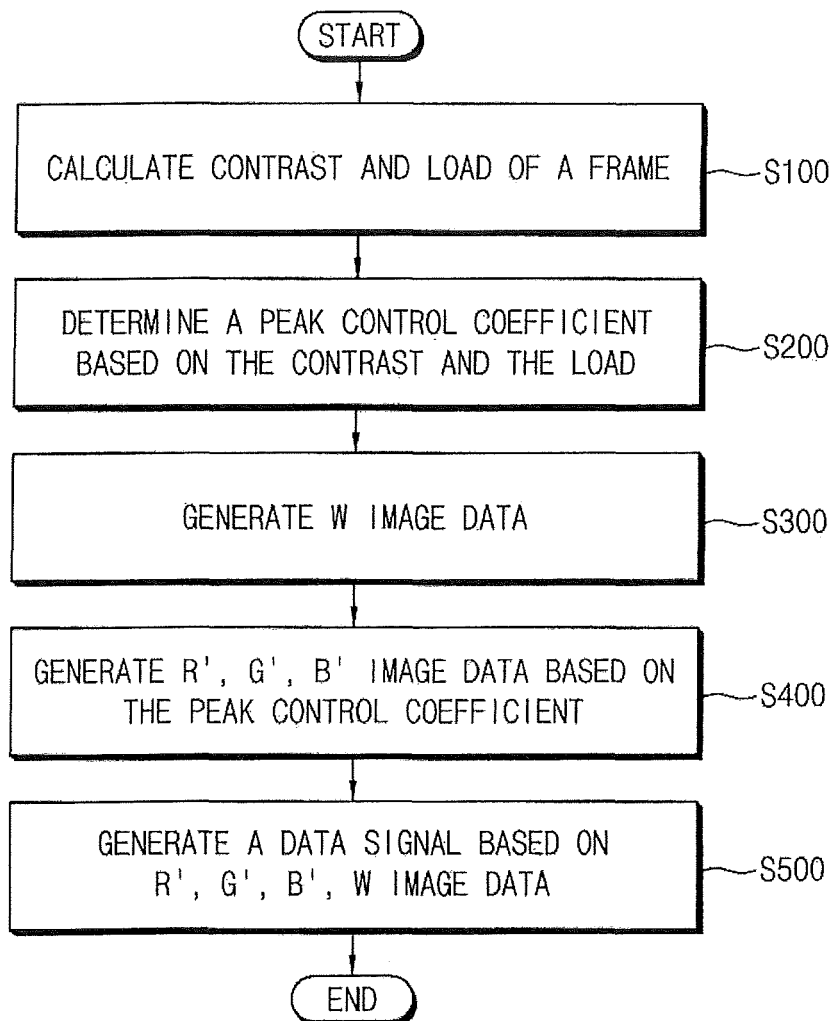 START
CALCULATE CONTRAST AND LOAD OF A FRAME
S100
DETERMINE A PEAK CONTROL COEFFICIENT
BASED ON THE CONTRAST AND THE LOAD
S200
GENERATE W IMAGE DATA
S300
GENERATE R', G', B' IMAGE DATA BASED ON
THE PEAK CONTROL COEFFICIENT
S400
GENERATE A DATA SIGNAL BASED ON
R', G', B', W IMAGE DATA
S500
END